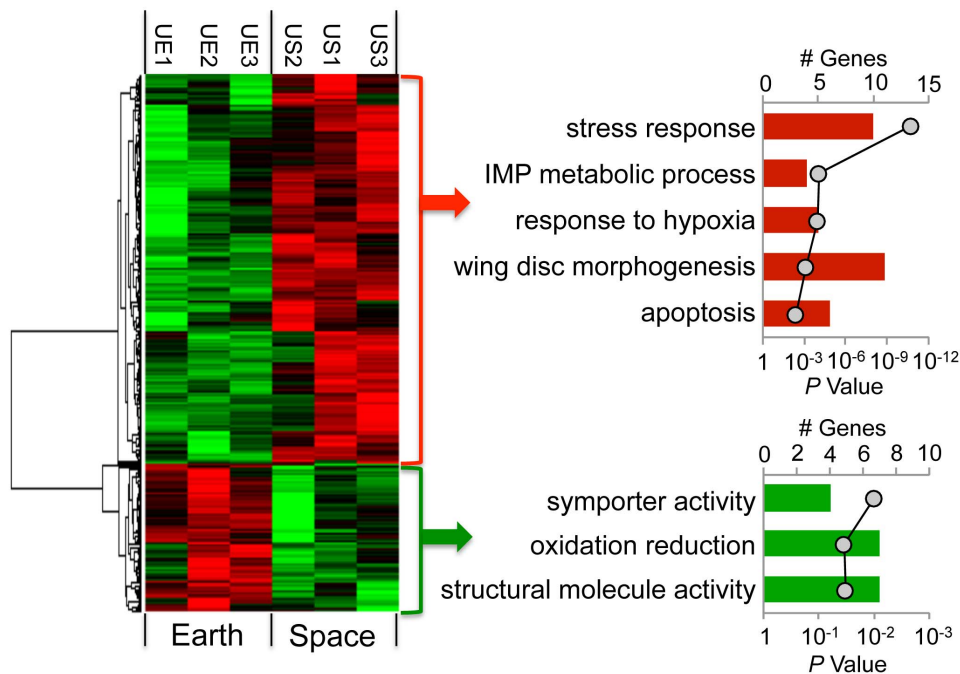 UE1 UE2 UE3 US2 US1 US3
Earth Space
# Genes
0 5 10 15
stress response
IMP metabolic process
response to hypoxia
wing disc morphogenesis
apoptosis
1 10-3 10-6 10-9 10-12
P Value
# Genes
0 2 4 6 8 10
symporter activity
oxidation reduction
structural molecule activity
1 10-1 10-2 10-3
P Value